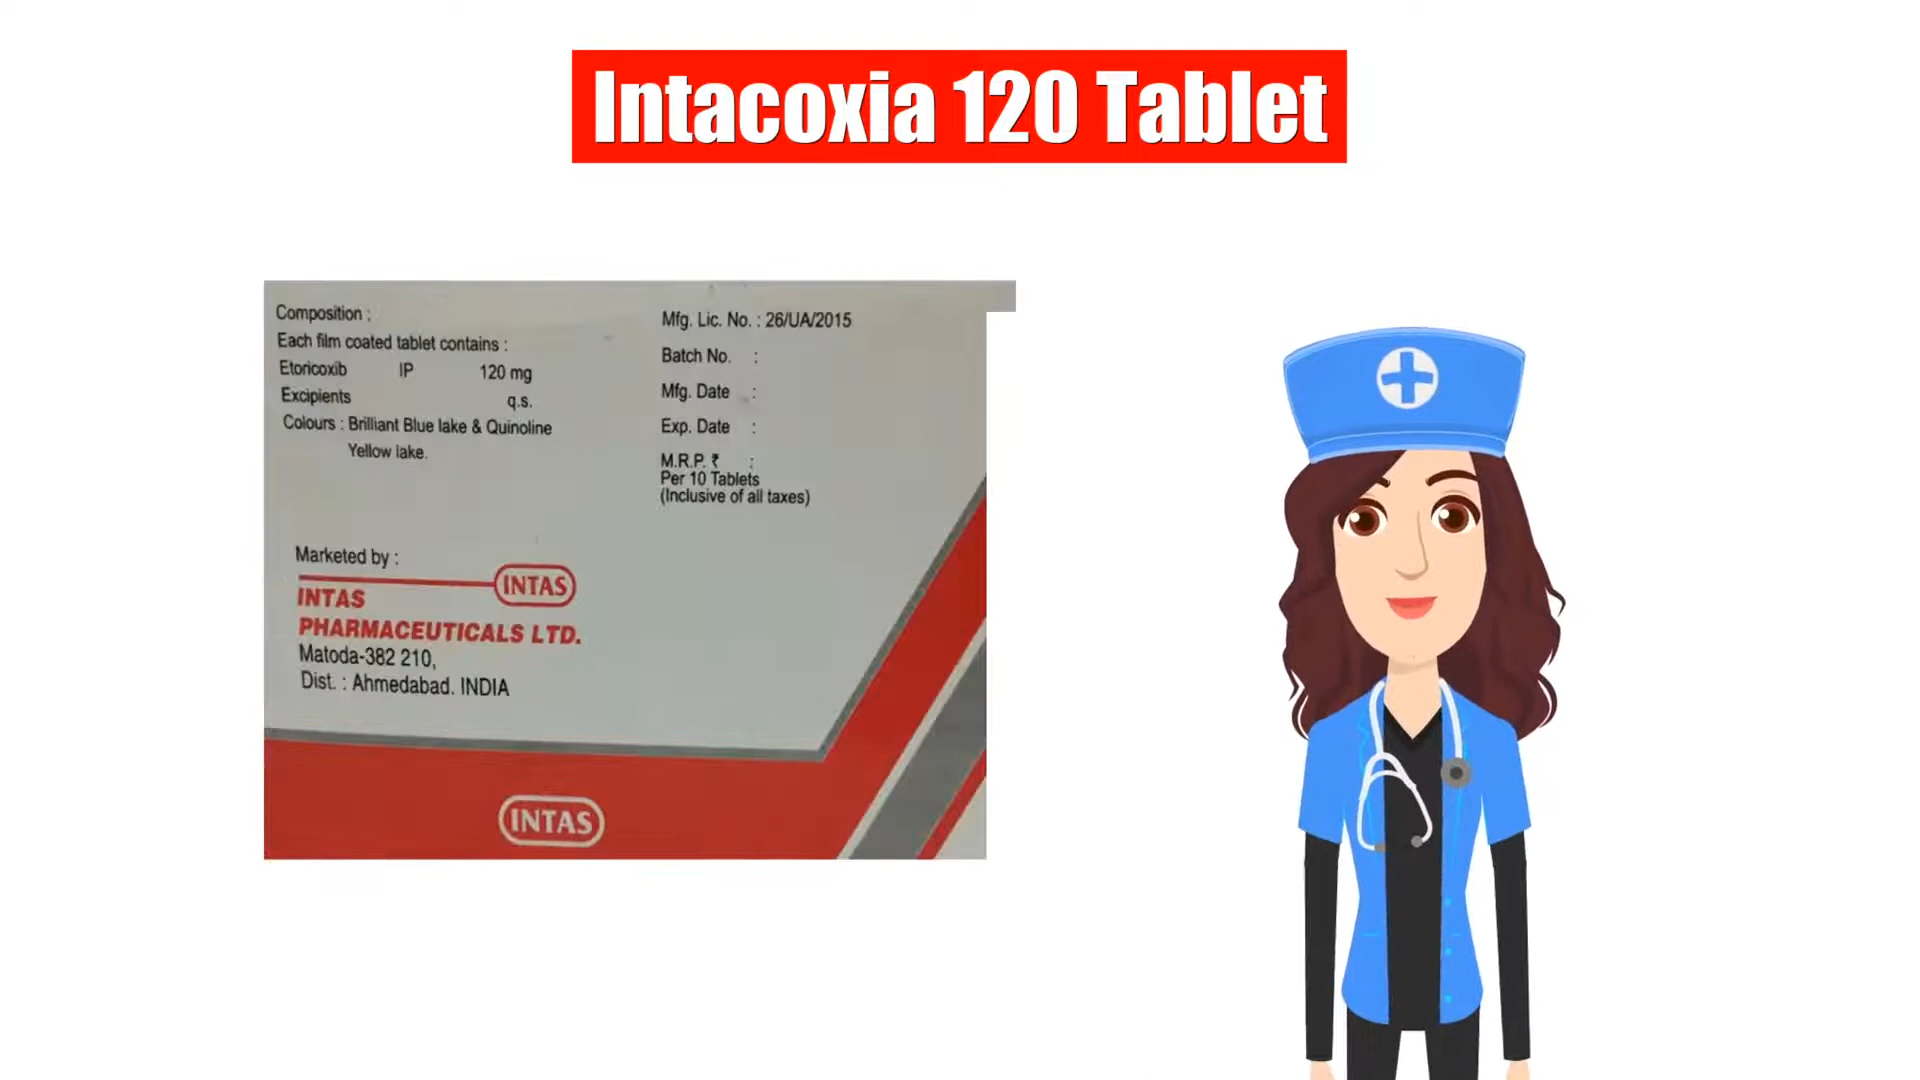 Intacoxia 120 Tablet
Composition :
Each film coated tablet contains :
Etoricoxib IP 120 mg
Excipients q.s.
Colours : Brilliant Blue lake & Quinoline
Yellow lake.
Mfg. Lic. No. : 26/UA/2015
Batch No. :
Mfg. Date :
Exp. Date :
M.R.P. ₹ :
Per 10 Tablets
(Inclusive of all taxes)
Marketed by :
INTAS
INTAS
PHARMACEUTICALS LTD.
Matoda-382 210,
Dist. : Ahmedabad. INDIA
INTAS